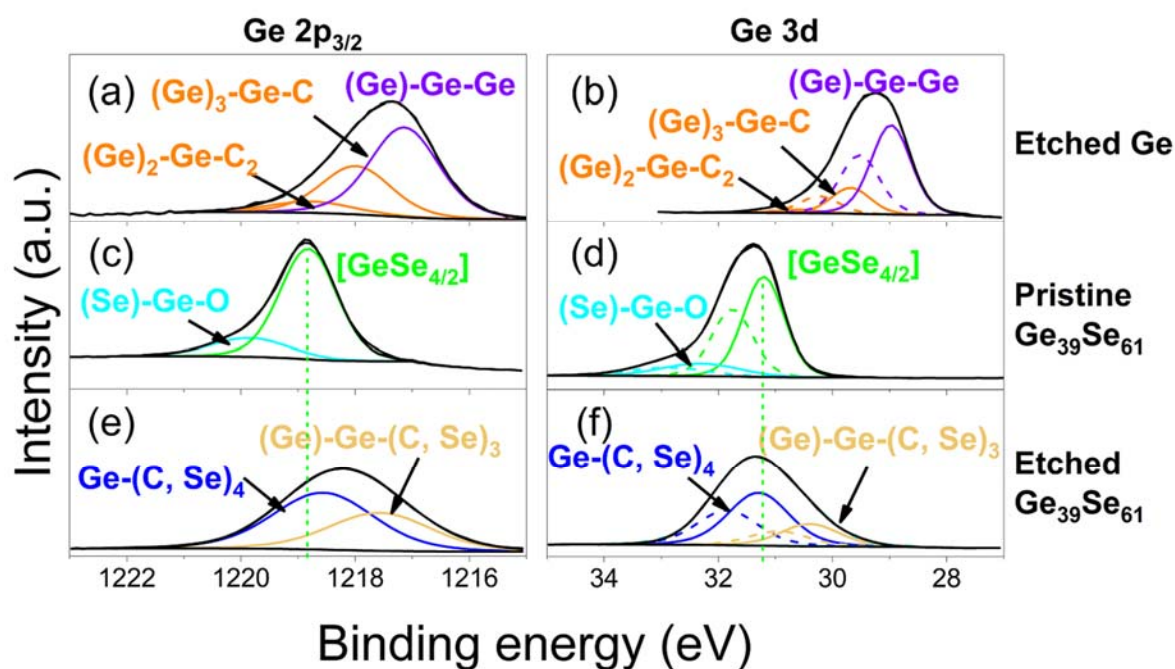 Ge 2p3/2
Ge 3d
(a)
(Ge)3-Ge-C
(Ge)-Ge-Ge
(Ge)2-Ge-C2
(b)
(Ge)-Ge-Ge
(Ge)3-Ge-C
(Ge)2-Ge-C2
Etched Ge
(c)
[GeSe4/2]
(Se)-Ge-O
(d)
[GeSe4/2]
(Se)-Ge-O
Pristine
Ge39Se61
(e)
(Ge)-Ge-(C, Se)3
Ge-(C, Se)4
(f)
Ge-(C, Se)4
(Ge)-Ge-(C, Se)3
Etched
Ge39Se61
Intensity (a.u.)
1222 1220 1218 1216
34 32 30 28
Binding energy (eV)